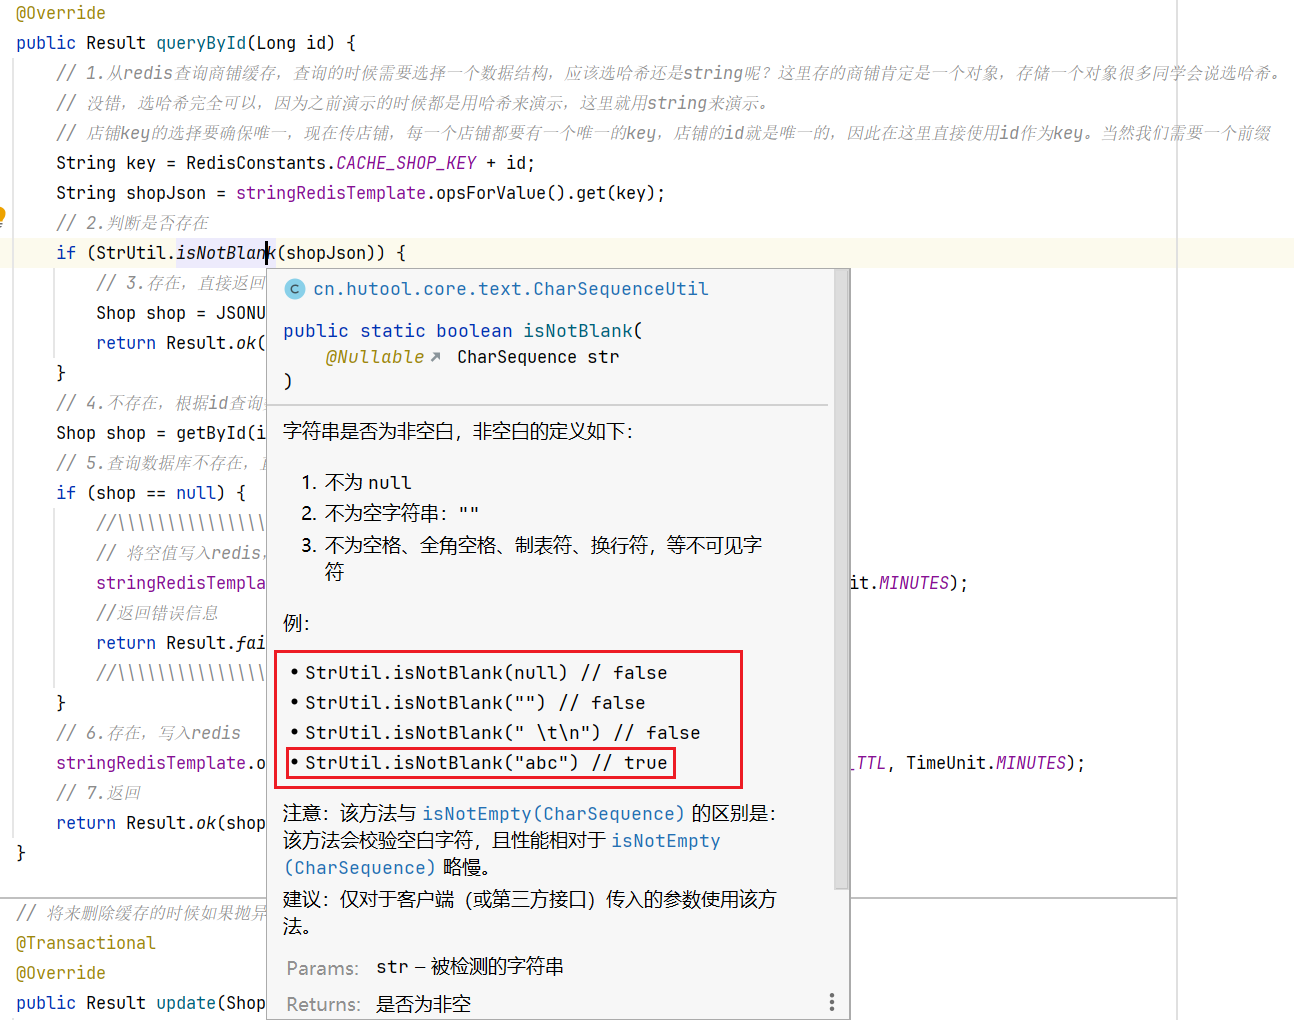 @Override
public Result queryById(Long id) {
// 1.从redis查询商铺缓存，查询的时候需要选择一个数据结构，应该选哈希还是string呢？这里存的商铺肯定是一个对象，存储一个对象很多同学会说选哈希。
// 没错，选哈希完全可以，因为之前演示的时候都是用哈希来演示，这里就用string来演示。
// 店铺key的选择要确保唯一，现在传店铺，每一个店铺都要有一个唯一的key，店铺的id就是唯一的，因此在这里直接使用id作为key。当然我们需要一个前缀
String key = RedisConstants.CACHE_SHOP_KEY + id;
String shopJson = stringRedisTemplate.opsForValue().get(key);
// 2.判断是否存在
if (StrUtil.isNotBlank(shopJson)) {
// 3.存在，直接返回
Shop shop = JSONU
return Result.ok(
}
// 4.不存在，根据id查询
Shop shop = getById(i
// 5.查询数据库不存在，
if (shop == null) {
//\\\\\\\\\\\\\\\
// 将空值写入redis，
stringRedisTempla it.MINUTES);
//返回错误信息
return Result.fai
//\\\\\\\\\\\\\\\
}
// 6.存在，写入redis
stringRedisTemplate.o _TTL, TimeUnit.MINUTES);
// 7.返回
return Result.ok(shop
}
// 将来删除缓存的时候如果抛异
@Transactional
@Override
public Result update(Shop
C cn.hutool.core.text.CharSequenceUtil
public static boolean isNotBlank(
@Nullable CharSequence str
)
字符串是否为非空白，非空白的定义如下：
1. 不为 null
2. 不为空字符串：""
3. 不为空格、全角空格、制表符、换行符，等不可见字
符
例：
• StrUtil.isNotBlank(null) // false
• StrUtil.isNotBlank("") // false
• StrUtil.isNotBlank(" \t\n") // false
• StrUtil.isNotBlank("abc") // true
注意：该方法与 isNotEmpty(CharSequence) 的区别是：
该方法会校验空白字符，且性能相对于 isNotEmpty
(CharSequence) 略慢。
建议：仅对于客户端（或第三方接口）传入的参数使用该方
法。
Params: str – 被检测的字符串
Returns: 是否为非空